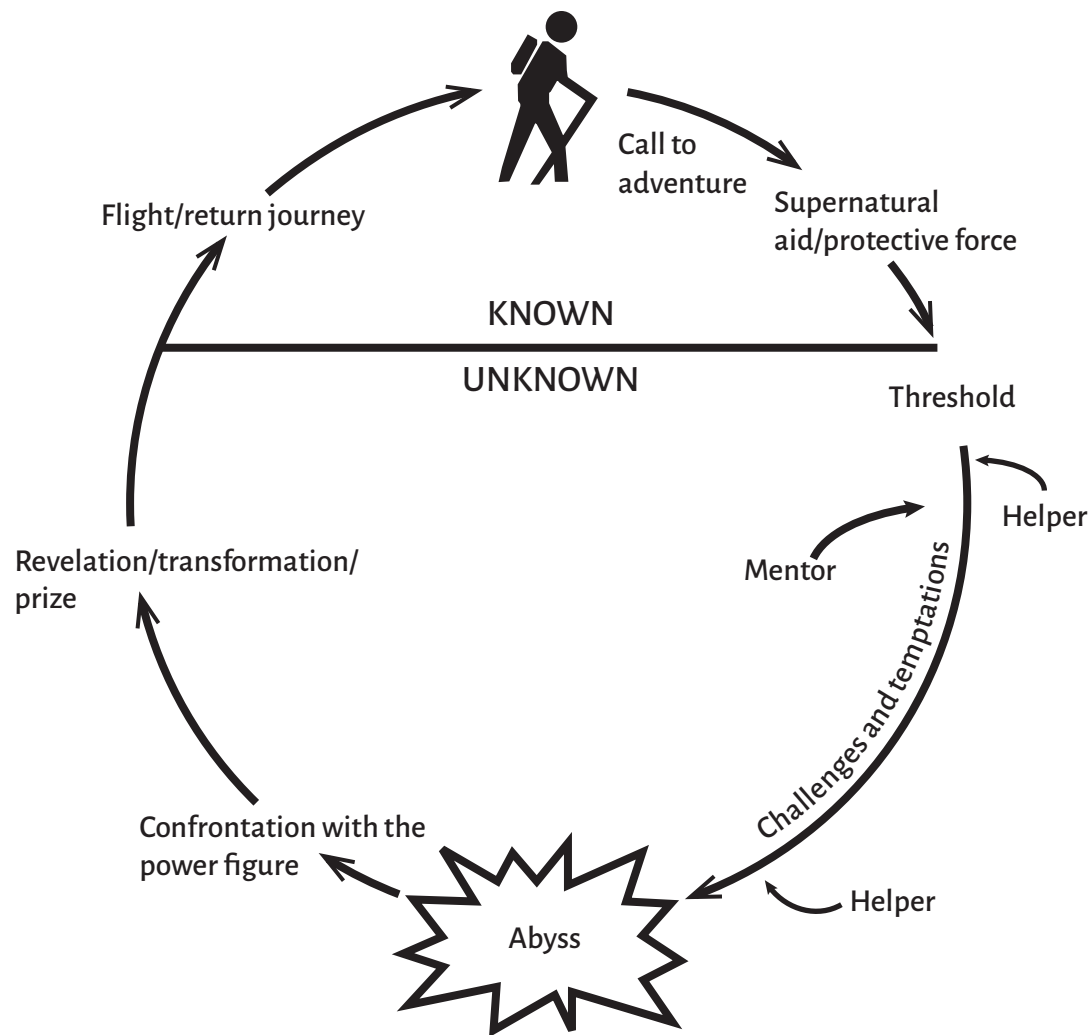 Call to
adventure
Supernatural
aid/protective force
Flight/return journey
KNOWN
UNKNOWN
Threshold
Helper
Mentor
Challenges and temptations
Helper
Abyss
Confrontation with the
power figure
Revelation/transformation/
prize